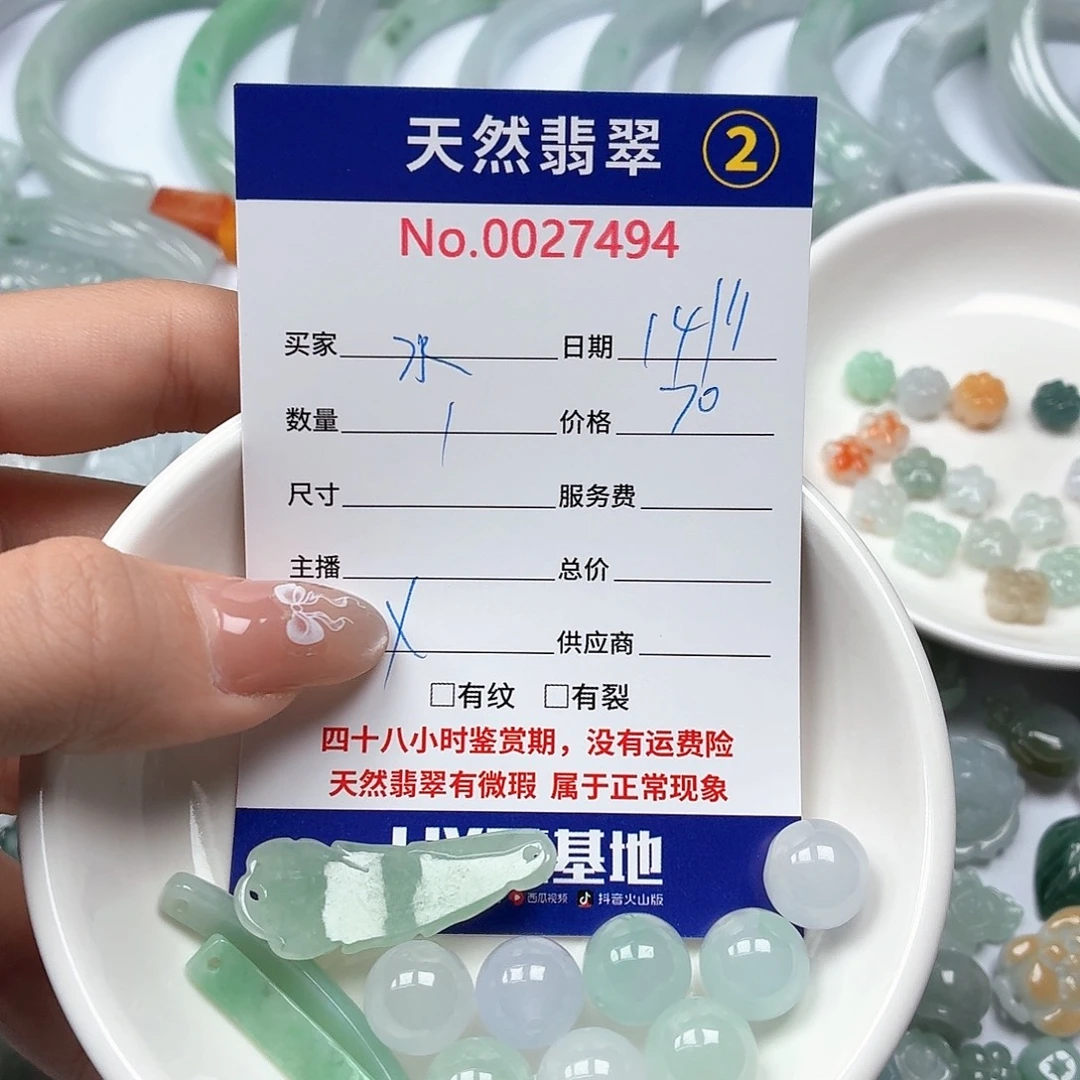 天然翡翠 2
No.0027494
买家 水 日期 14/11
数量 1 价格 70
尺寸 服务费
主播 总价
X 供应商
□有纹 □有裂
四十八小时鉴赏期，没有运费险
天然翡翠有微瑕 属于正常现象
基地
西瓜视频 抖音火山版